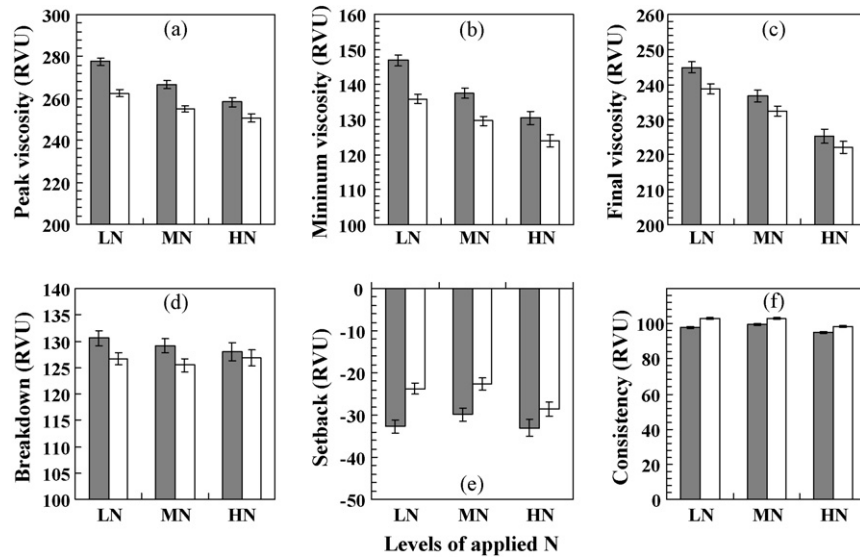 (a)
Peak viscosity (RVU)
280
260
240
220
200
LN MN HN
(b)
Mininum viscosity (RVU)
160
150
140
130
120
110
100
LN MN HN
(c)
Final viscosity (RVU)
260
250
240
230
220
210
200
LN MN HN
(d)
Breakdown (RVU)
140
135
130
125
120
115
110
105
100
LN MN HN
(e)
Setback (RVU)
0
-10
-20
-30
-40
-50
LN MN HN
(f)
Consistency (RVU)
100
80
60
40
20
0
LN MN HN
Levels of applied N